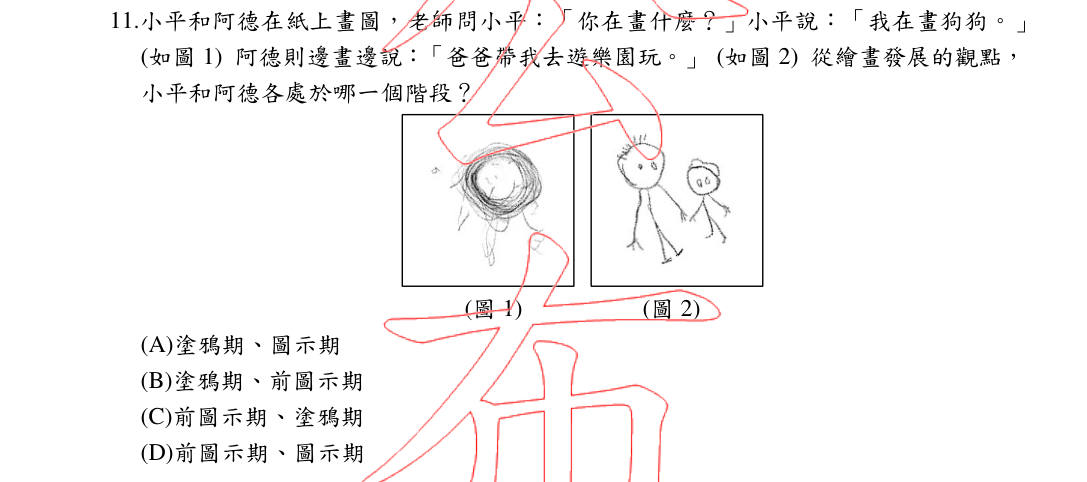 11.小平和阿德在紙上畫圖，老師問小平：「你在畫什麼？」小平說：「我在畫狗狗。」
(如圖 1) 阿德則邊畫邊說：「爸爸帶我去遊樂園玩。」 (如圖 2) 從繪畫發展的觀點，
小平和阿德各處於哪一個階段？
(圖 1) (圖 2)
(A)塗鴉期、圖示期
(B)塗鴉期、前圖示期
(C)前圖示期、塗鴉期
(D)前圖示期、圖示期